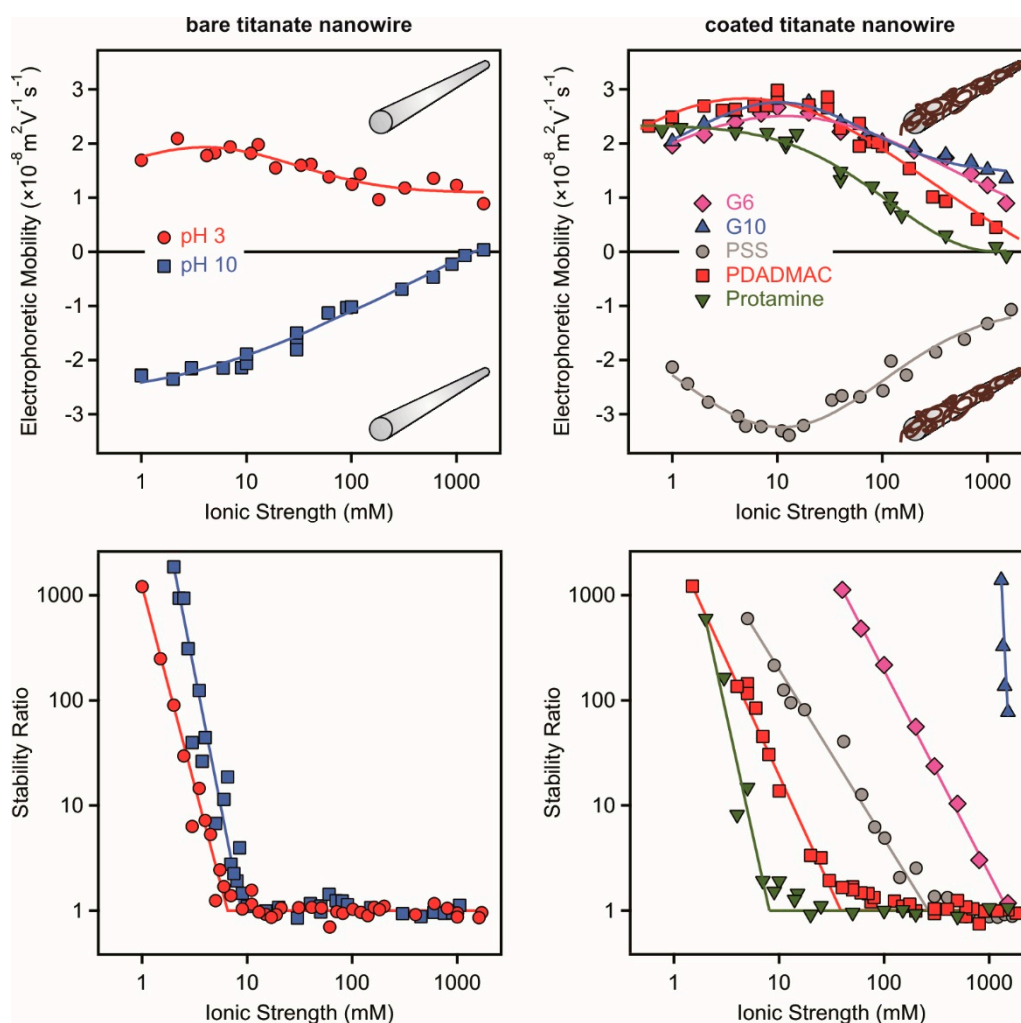 bare titanate nanowire
Electrophoretic Mobility (×10⁻⁸ m²V⁻¹s⁻¹)
3
2
1
0
-1
-2
-3
pH 3
pH 10
1
10
100
1000
Ionic Strength (mM)
coated titanate nanowire
Electrophoretic Mobility (×10⁻⁸ m²V⁻¹s⁻¹)
3
2
1
0
-1
-2
-3
G6
G10
PSS
PDADMAC
Protamine
1
10
100
1000
Ionic Strength (mM)
Stability Ratio
1000
100
10
1
1
10
100
1000
Ionic Strength (mM)
Stability Ratio
1000
100
10
1
1
10
100
1000
Ionic Strength (mM)